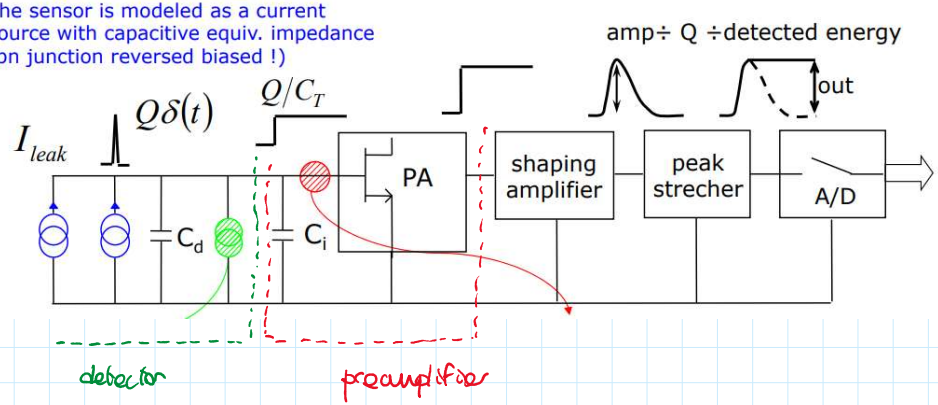 he sensor is modeled as a current
ource with capacitive equiv. impedance
on junction reversed biased !)
amp÷ Q ÷detected energy
Q/C_T
out
Qδ(t)
I_leak
PA
shaping
amplifier
peak
strecher
A/D
C_d
C_i
detector
preamplifier